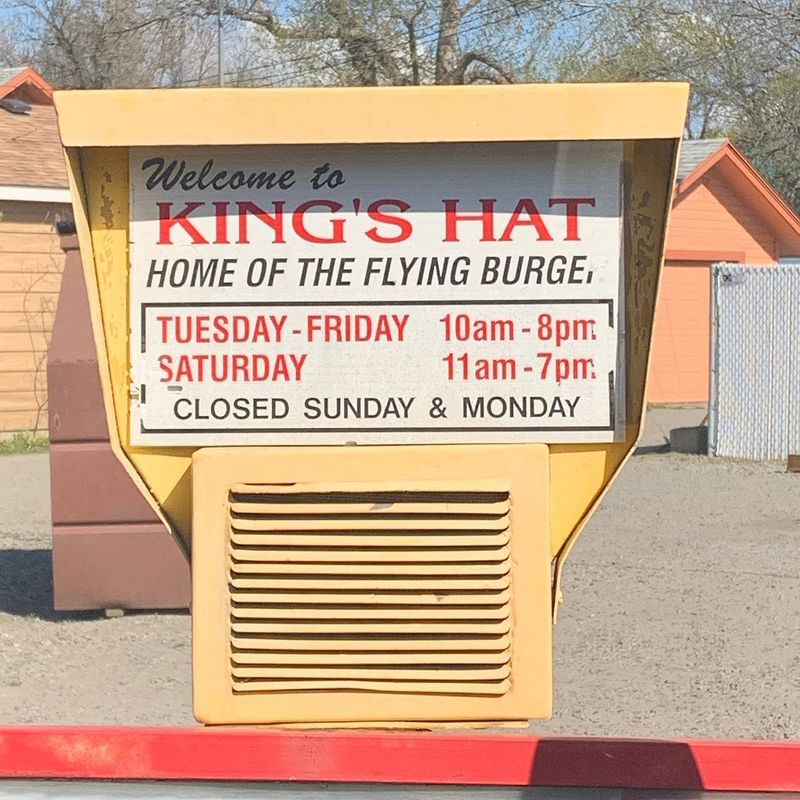 Welcome to
KING'S HAT
HOME OF THE FLYING BURGER
TUESDAY - FRIDAY 10am - 8pm
SATURDAY 11am - 7pm
CLOSED SUNDAY & MONDAY